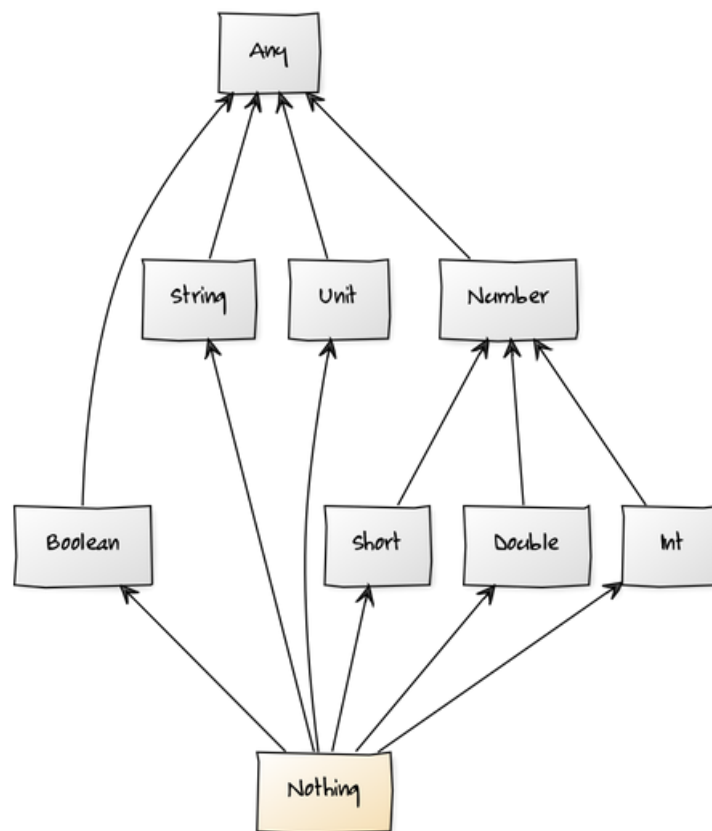 Any
String
Unit
Number
Boolean
Short
Double
Int
Nothing